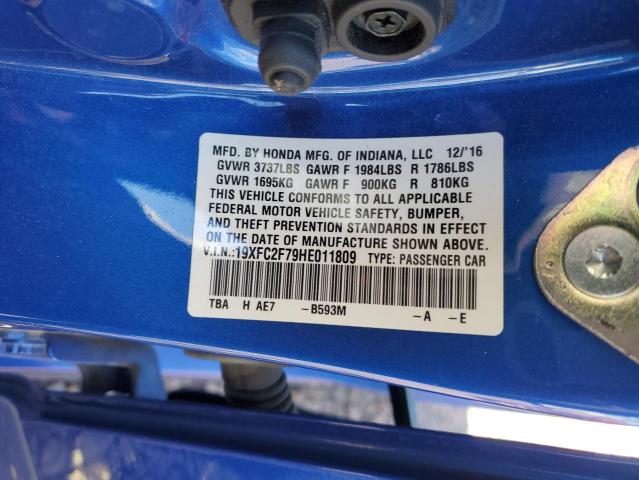 MFD. BY HONDA MFG. OF INDIANA, LLC 12/'16
GVWR 3737LBS GAWR F 1984LBS R 1786LBS
GVWR 1695KG GAWR F 900KG R 810KG
THIS VEHICLE CONFORMS TO ALL APPLICABLE
FEDERAL MOTOR VEHICLE SAFETY, BUMPER,
AND THEFT PREVENTION STANDARDS IN EFFECT
ON THE DATE OF MANUFACTURE SHOWN ABOVE.
V.I.N.:19XFC2F79HE011809 TYPE: PASSENGER CAR
TBA H AE7 -B593M -A -E